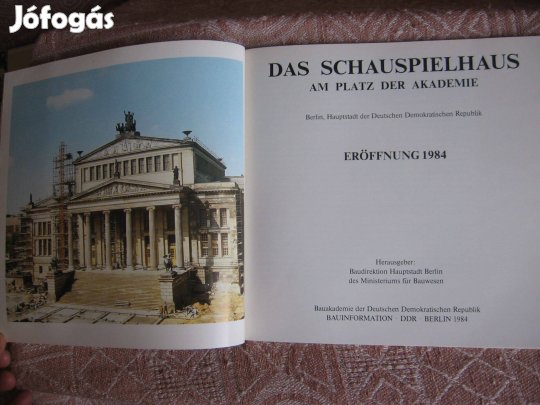 Jófogás
DAS SCHAUSPIELHAUS
AM PLATZ DER AKADEMIE
Berlin, Hauptstadt der Deutschen Demokratischen Republik
ERÖFFNUNG 1984
Herausgeber:
Baudirektion Hauptstadt Berlin
des Ministeriums für Bauwesen
Bauakademie der Deutschen Demokratischen Republik
BAUINFORMATION · DDR · BERLIN 1984